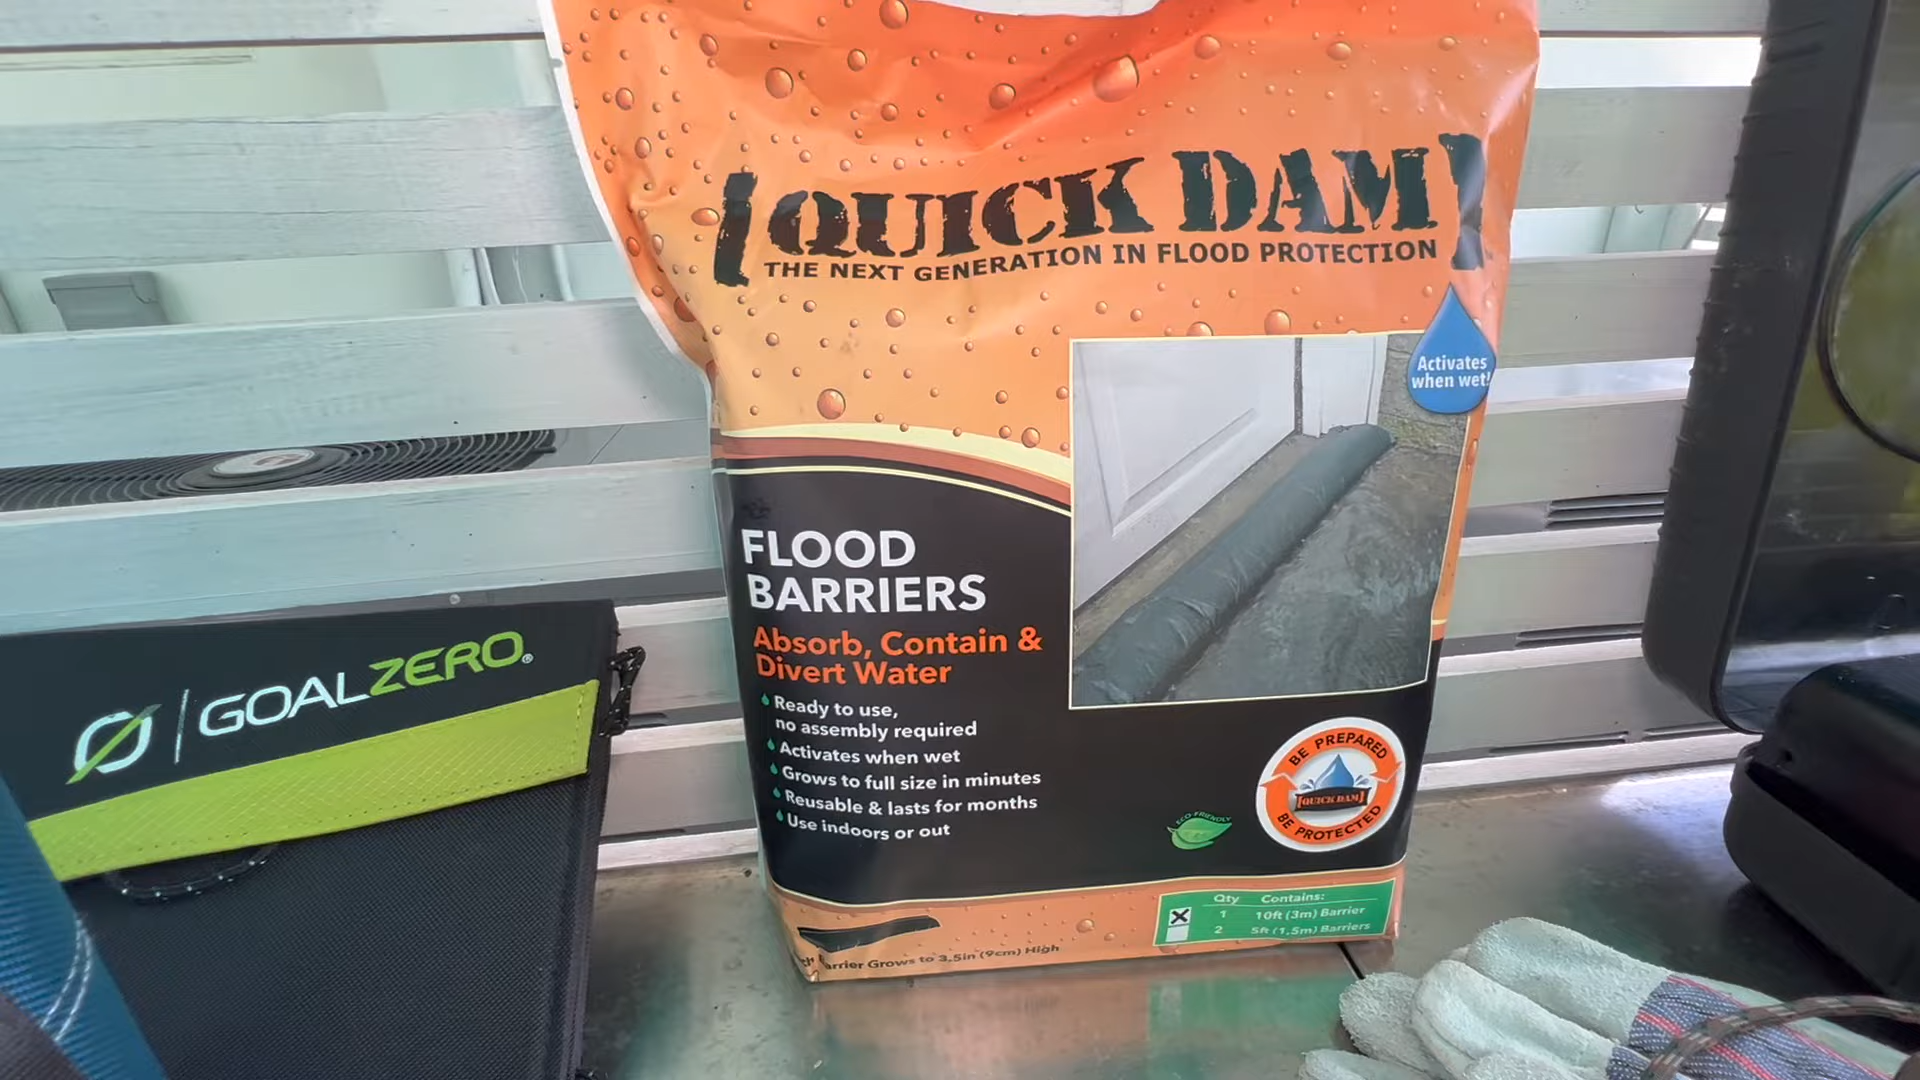 [QUICK DAM]
THE NEXT GENERATION IN FLOOD PROTECTION
Activates
when wet!
FLOOD
BARRIERS
Absorb, Contain &
Divert Water
Ready to use,
no assembly required
Activates when wet
Grows to full size in minutes
Reusable & lasts for months
Use indoors or out
ECO FRIENDLY
BE PREPARED
[QUICK DAM]
BE PROTECTED
Qty Contains:
1 10ft (3m) Barrier
2 5ft (1.5m) Barriers
Grows to 3.5in (9cm) High
GOALZERO®